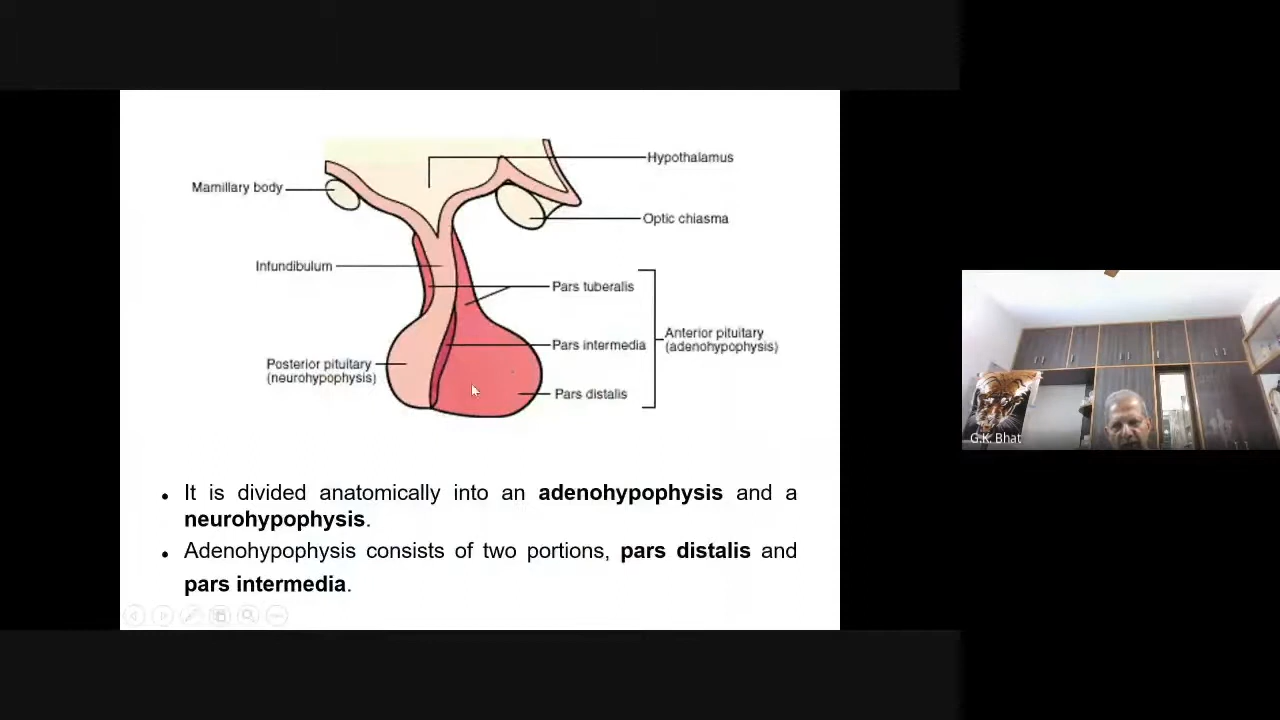 Hypothalamus
Mamillary body
Optic chiasma
Infundibulum
Pars tuberalis
Anterior pituitary
(adenohypophysis)
Pars intermedia
Posterior pituitary
(neurohypophysis)
Pars distalis
G.K. Bhat
• It is divided anatomically into an adenohypophysis and a
neurohypophysis.
• Adenohypophysis consists of two portions, pars distalis and
pars intermedia.